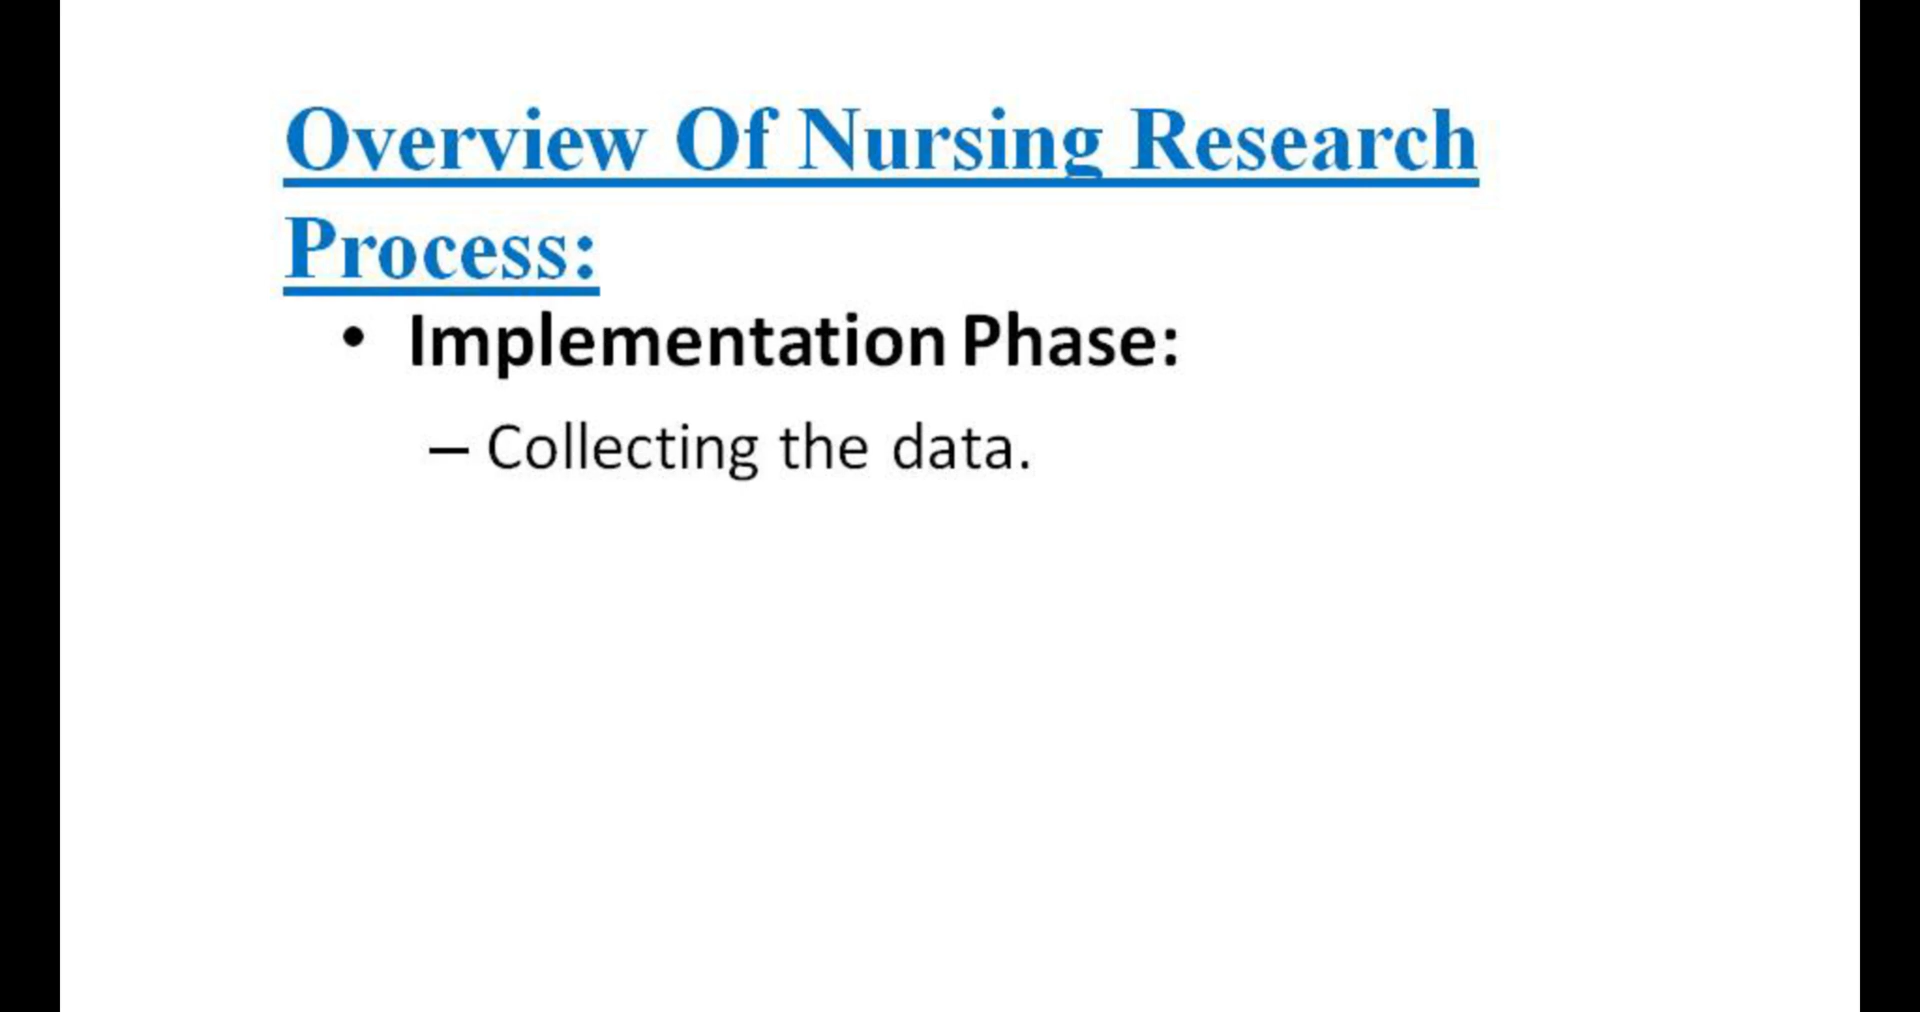 Overview Of Nursing Research
Process:
• Implementation Phase:
– Collecting the data.